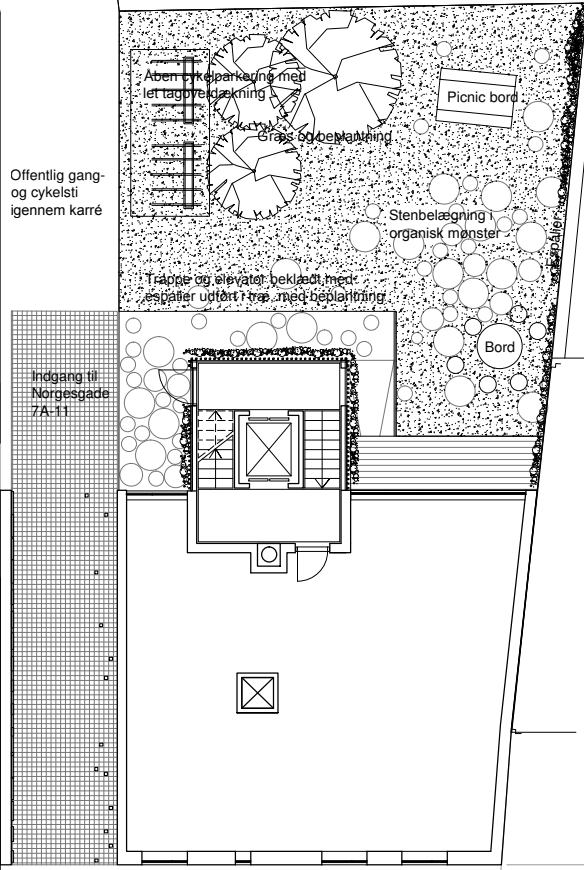 Åben cykelparkering med
let tagoverdækning
Picnic bord
Græs og beplantning
Offentlig gang-
og cykelsti
igennem karré
Stenbelægning i
organisk mønster
Espalier
Trappe og elevator beklædt med
espalier udført i træ, med beplantning
Bord
Indgang til
Norgesgade
7A-11